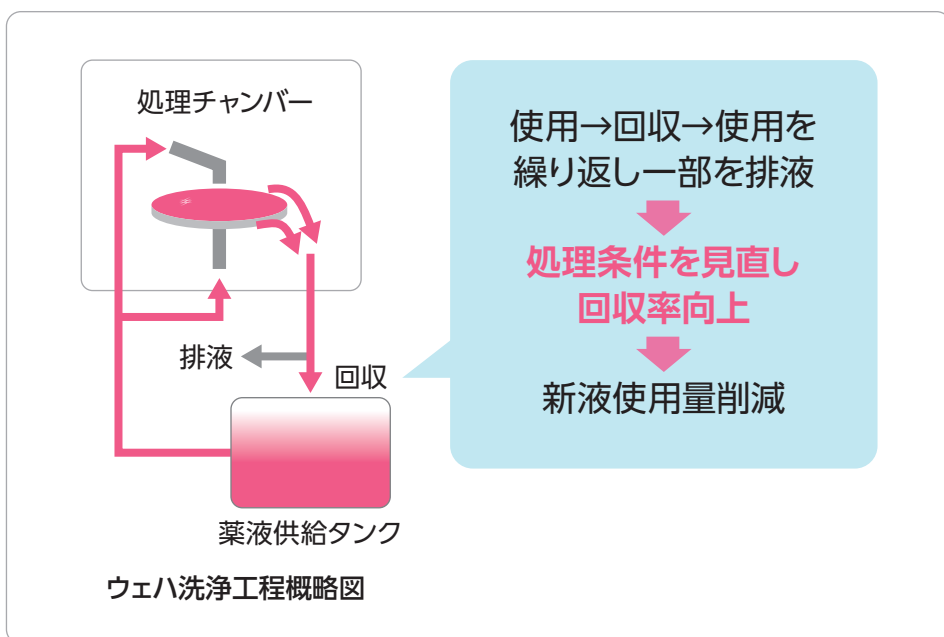 処理チャンバー
排液
回収
薬液供給タンク
ウェハ洗浄工程概略図
使用→回収→使用を
繰り返し一部を排液
処理条件を見直し
回収率向上
新液使用量削減